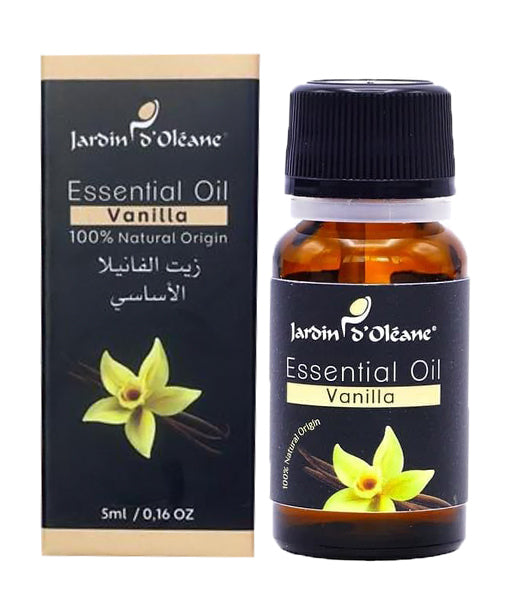 Jardin d'Oléane®
Essential Oil
Vanilla
100% Natural Origin
زيت الفانيلا
الأساسي
5ml / 0,16 OZ
Jardin d'Oléane®
Essential Oil
Vanilla
100% Natural Origin